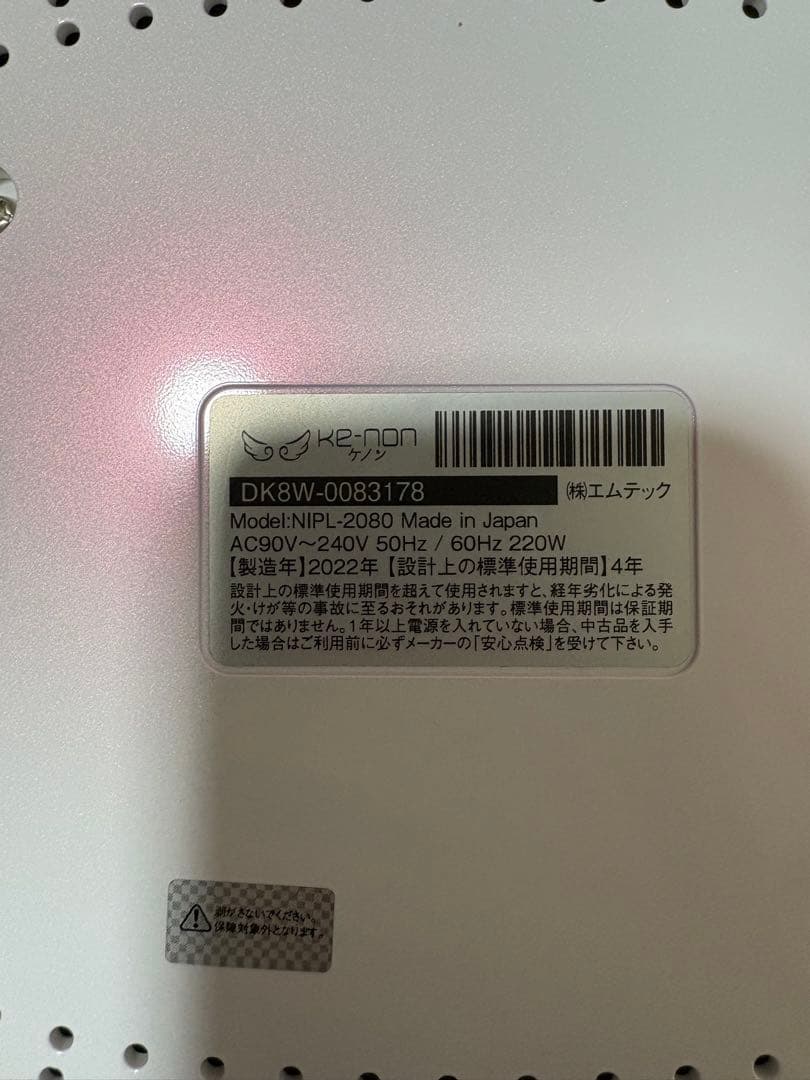 ke-non
ケノン
DK8W-0083178
㈱エムテック
Model:NIPL-2080 Made in Japan
AC90V～240V 50Hz / 60Hz 220W
【製造年】2022年【設計上の標準使用期間】4年
設計上の標準使用期間を超えて使用されますと、経年劣化による発
火・けが等の事故に至るおそれがあります。標準使用期間は保証期
間ではありません。1年以上電源を入れていない場合、中古品を入手
した場合はご利用前に必ずメーカーの「安心点検」を受けて下さい。
剥がさないでください。
保障対象外となります。